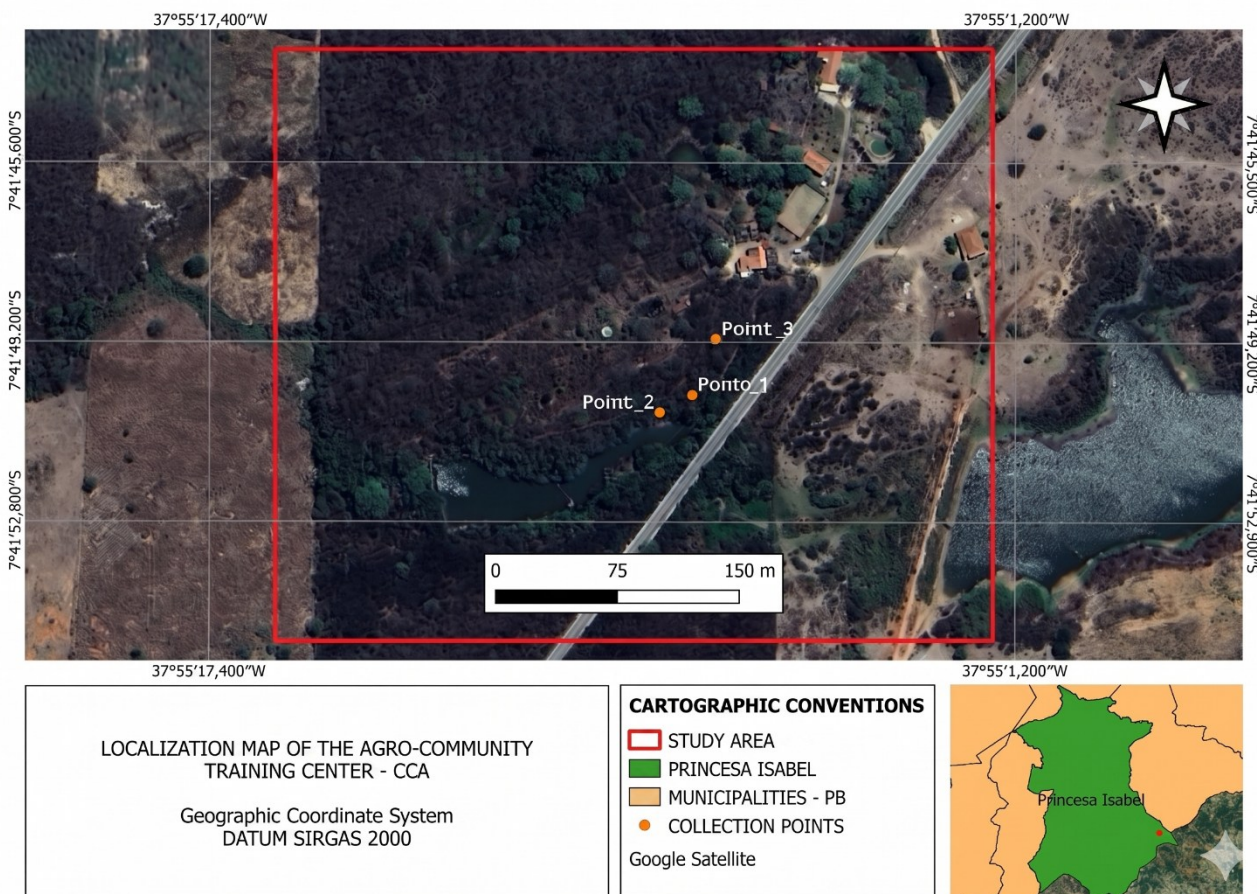 37°55'17,400"W
37°55'1,200"W
7°41'45.600"S
7°41'45,500"S
Point_3
7°41'49.200"S
7°41'49,200"S
Ponto_1
Point_2
7°41'52,800"S
7°41'52,900"S
0 75 150 m
37°55'17,400"W
37°55'1,200"W
LOCALIZATION MAP OF THE AGRO-COMMUNITY
TRAINING CENTER - CCA
Geographic Coordinate System
DATUM SIRGAS 2000
CARTOGRAPHIC CONVENTIONS
STUDY AREA
PRINCESA ISABEL
MUNICIPALITIES - PB
COLLECTION POINTS
Google Satellite
Princesa Isabel